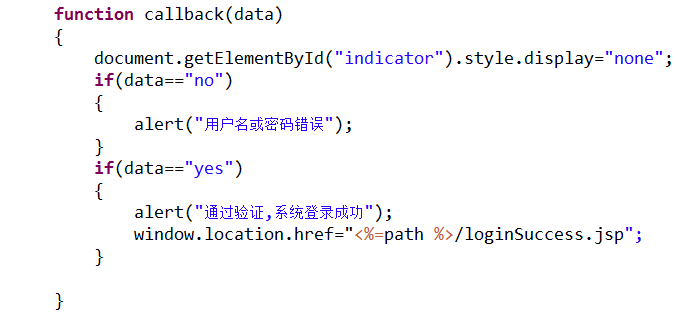 function callback(data)
{
document.getElementById("indicator").style.display="none";
if(data=="no")
{
alert("用户名或密码错误");
}
if(data=="yes")
{
alert("通过验证,系统登录成功");
window.location.href="<%=path %>/loginSuccess.jsp";
}
}